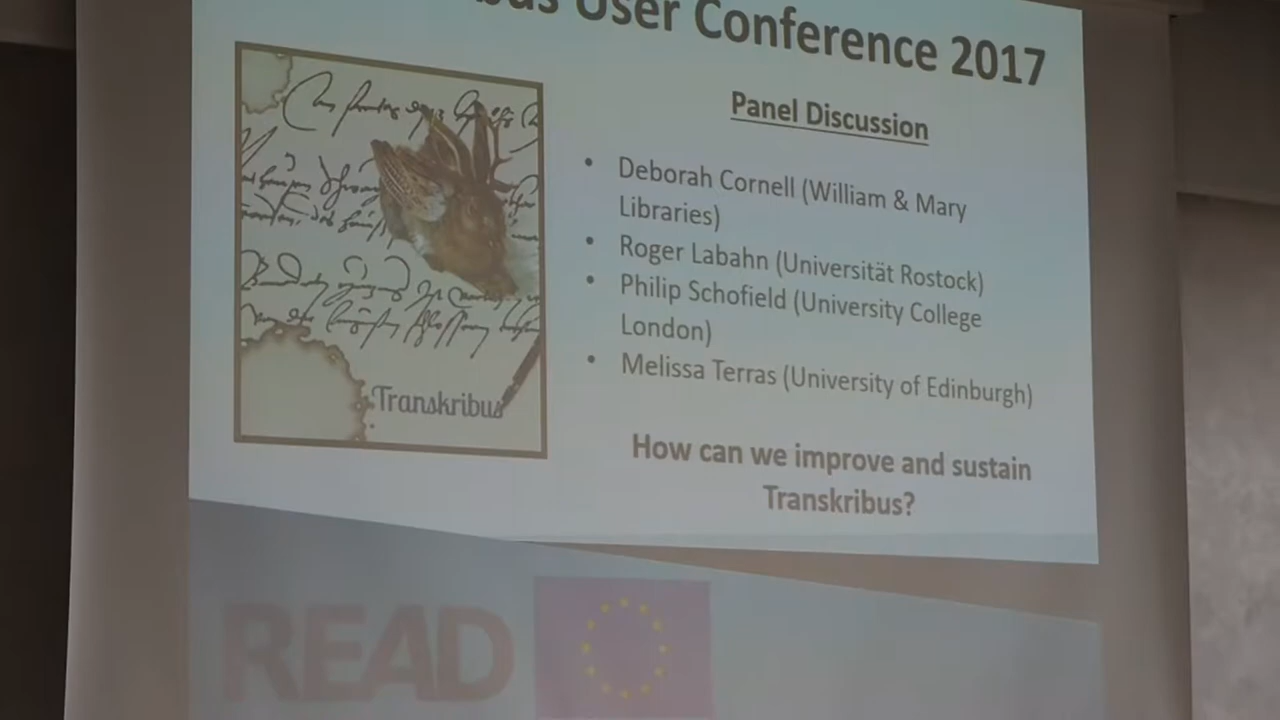 User Conference 2017
Panel Discussion
• Deborah Cornell (William & Mary
Libraries)
• Roger Labahn (Universität Rostock)
• Philip Schofield (University College
London)
• Melissa Terras (University of Edinburgh)
How can we improve and sustain
Transkribus?
Transkribus
READ